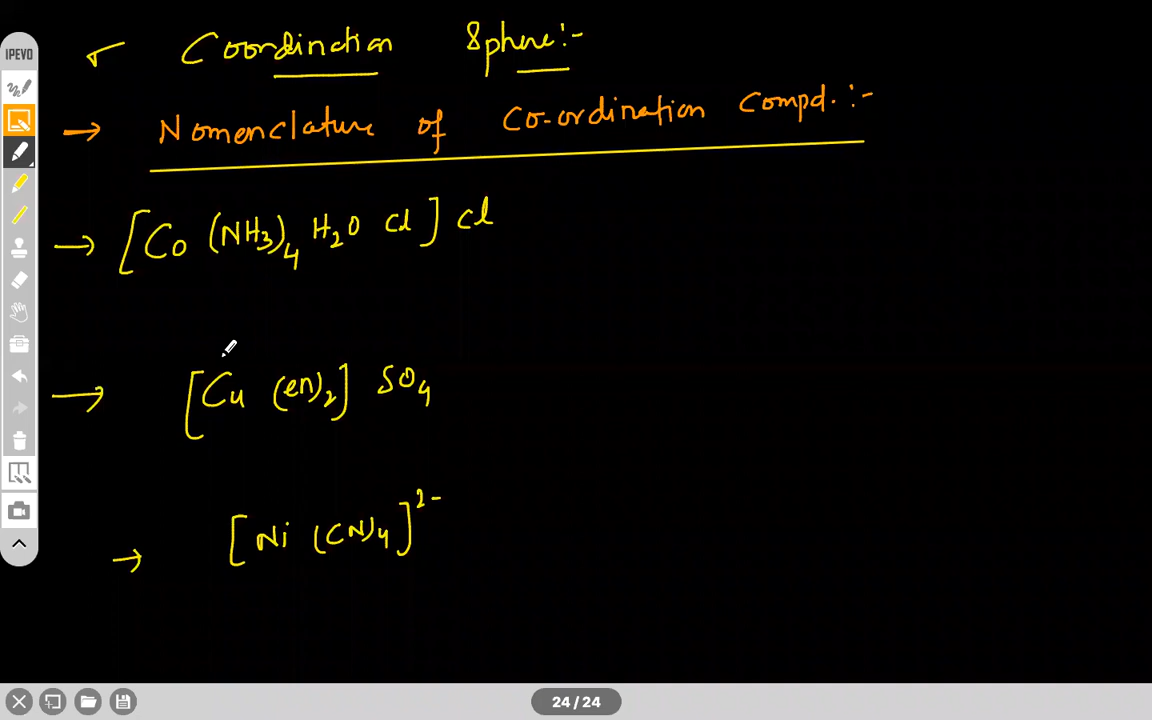 Coordination Sphere:-
→ Nomenclature of Co-ordination Compd.:-
→ [Co (NH3)4 H2O Cl] Cl
→ [Cu (en)2] SO4
→ [Ni (CN)4]2-
IPEVO
24 / 24